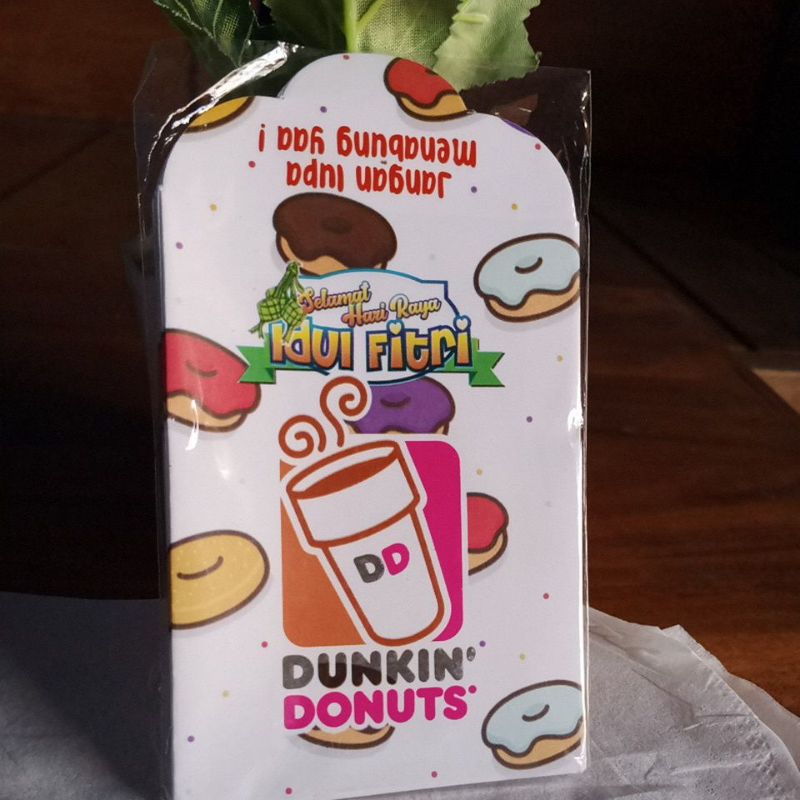 Jangan lupa
menabung yaa !
Selamat
Hari Raya
Idul Fitri
DD
DUNKIN'
DONUTS